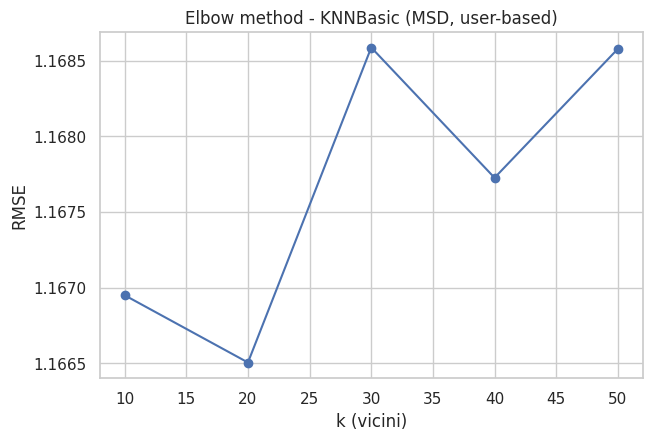 Elbow method - KNNBasic (MSD, user-based)
1.1685
1.1680
1.1675
1.1670
1.1665
RMSE
10 15 20 25 30 35 40 45 50
k (vicini)